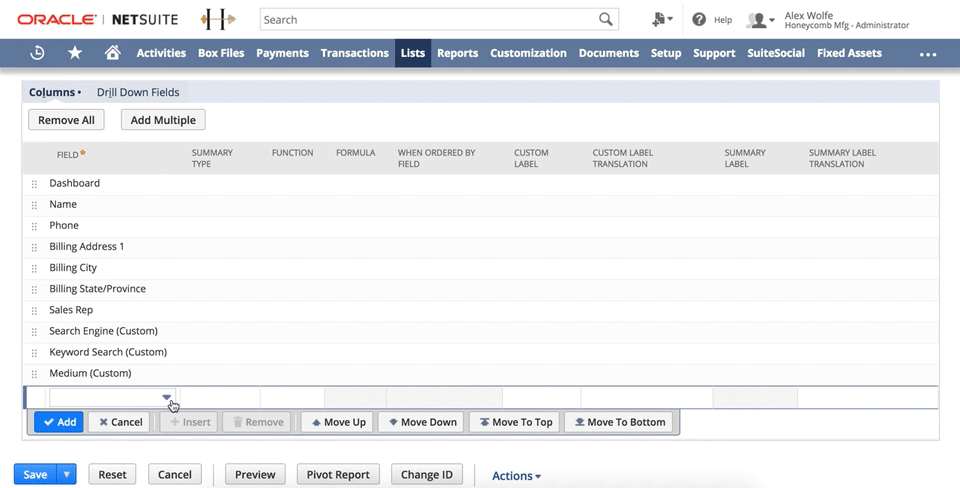 ORACLE | NETSUITE
Search
Help
Alex Wolfe
Honeycomb Mfg - Administrator
Activities Box Files Payments Transactions Lists Reports Customization Documents Setup Support SuiteSocial Fixed Assets
Columns • Drill Down Fields
Remove All Add Multiple
FIELD* SUMMARY TYPE FUNCTION FORMULA WHEN ORDERED BY FIELD CUSTOM LABEL CUSTOM LABEL TRANSLATION SUMMARY LABEL SUMMARY LABEL TRANSLATION
Dashboard
Name
Phone
Billing Address 1
Billing City
Billing State/Province
Sales Rep
Search Engine (Custom)
Keyword Search (Custom)
Medium (Custom)
Add Cancel Insert Remove Move Up Move Down Move To Top Move To Bottom
Save Reset Cancel Preview Pivot Report Change ID Actions